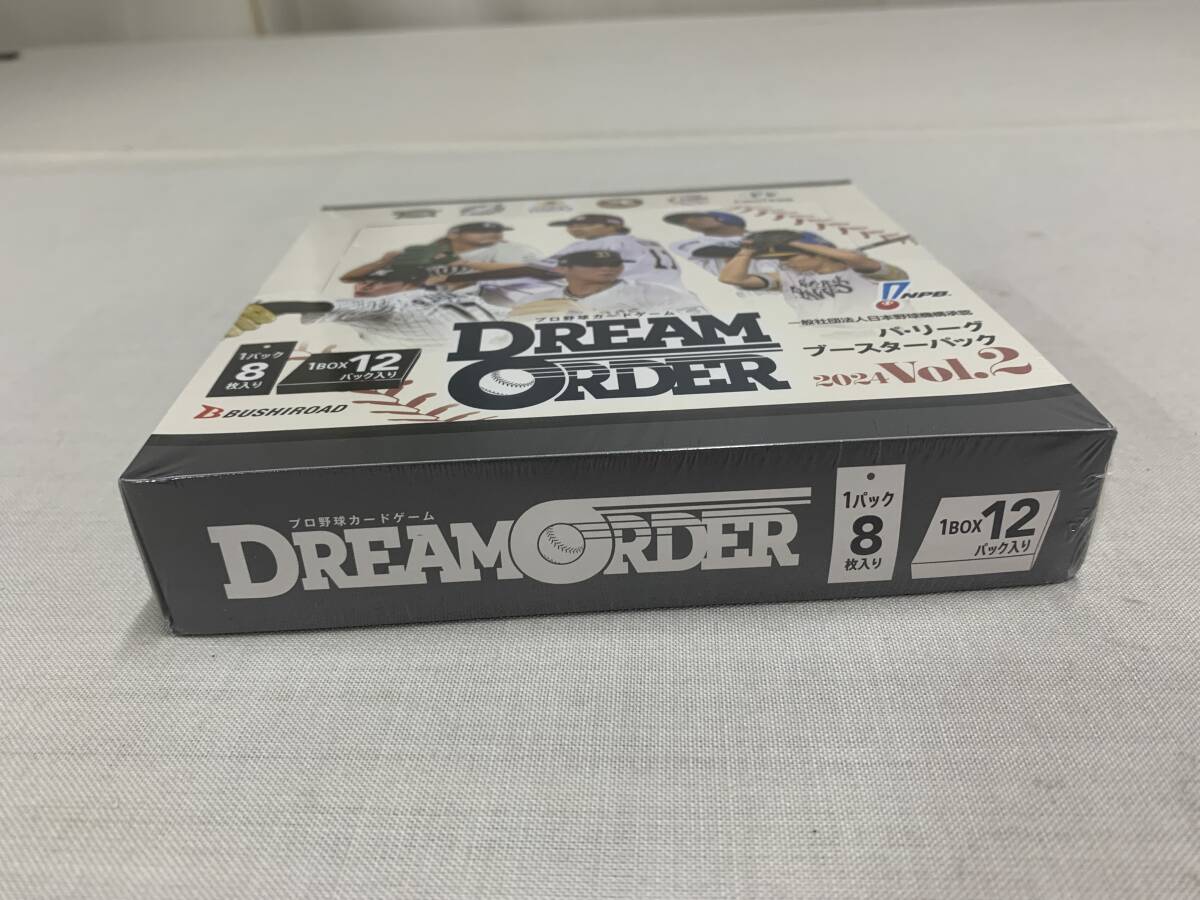 NPB.
一般社団法人日本野球機構承認
パ・リーグ
ブースターパック
2024 Vol.2
プロ野球カードゲーム
DREAM
ORDER
1パック
8
枚入り
1BOX 12
パック入り
BUSHIROAD
プロ野球カードゲーム
DREAM ORDER
1パック
8
枚入り
1BOX 12
パック入り